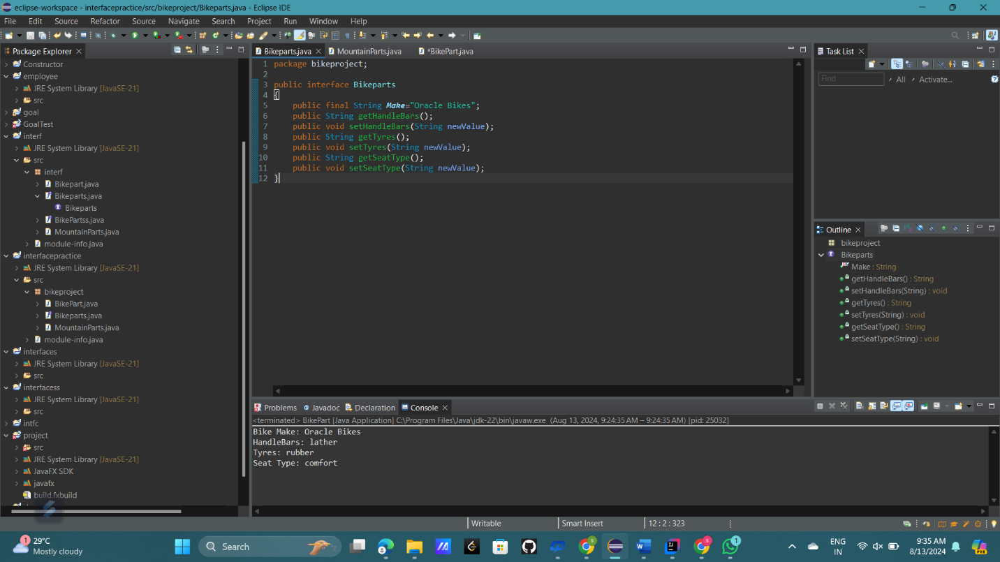 eclipse-workspace - interfacepractice/src/bikeproject/Bikeparts.java - Eclipse IDE
File Edit Source Refactor Source Navigate Search Project Run Window Help
Package Explorer
Constructor
employee
JRE System Library [JavaSE-21]
src
goal
GoalTest
interf
JRE System Library [JavaSE-21]
src
interf
Bikepart.java
Bikeparts.java
Bikeparts
BikePartss.java
MountainParts.java
module-info.java
interfacepractice
JRE System Library [JavaSE-21]
src
bikeproject
BikePart.java
Bikeparts.java
MountainParts.java
module-info.java
interfaces
JRE System Library [JavaSE-21]
src
interfacess
JRE System Library [JavaSE-21]
src
intfc
project
src
JRE System Library [JavaSE-21]
JavaFX SDK
javafx
build.fxbuild
Bikeparts.java MountainParts.java *BikePart.java
1 package bikeproject;
2
3 public interface Bikeparts
4 {
5 public final String Make="Oracle Bikes";
6 public String getHandleBars();
7 public void setHandleBars(String newValue);
8 public String getTyres();
9 public void setTyres(String newValue);
10 public String getSeatType();
11 public void setSeatType(String newValue);
12 }
Task List
Find All Activate...
Outline
bikeproject
Bikeparts
Make : String
getHandleBars() : String
setHandleBars(String) : void
getTyres() : String
setTyres(String) : void
getSeatType() : String
setSeatType(String) : void
Problems Javadoc Declaration Console
<terminated> BikePart [Java Application] C:\Program Files\Java\jdk-22\bin\javaw.exe (Aug 13, 2024, 9:24:35 AM – 9:24:35 AM) [pid: 25032]
Bike Make: Oracle Bikes
HandleBars: lather
Tyres: rubber
Seat Type: comfort
Writable Smart Insert 12 : 2 : 323
1
29°C
Mostly cloudy
Search
ENG
IN
9:35 AM
8/13/2024
PRE